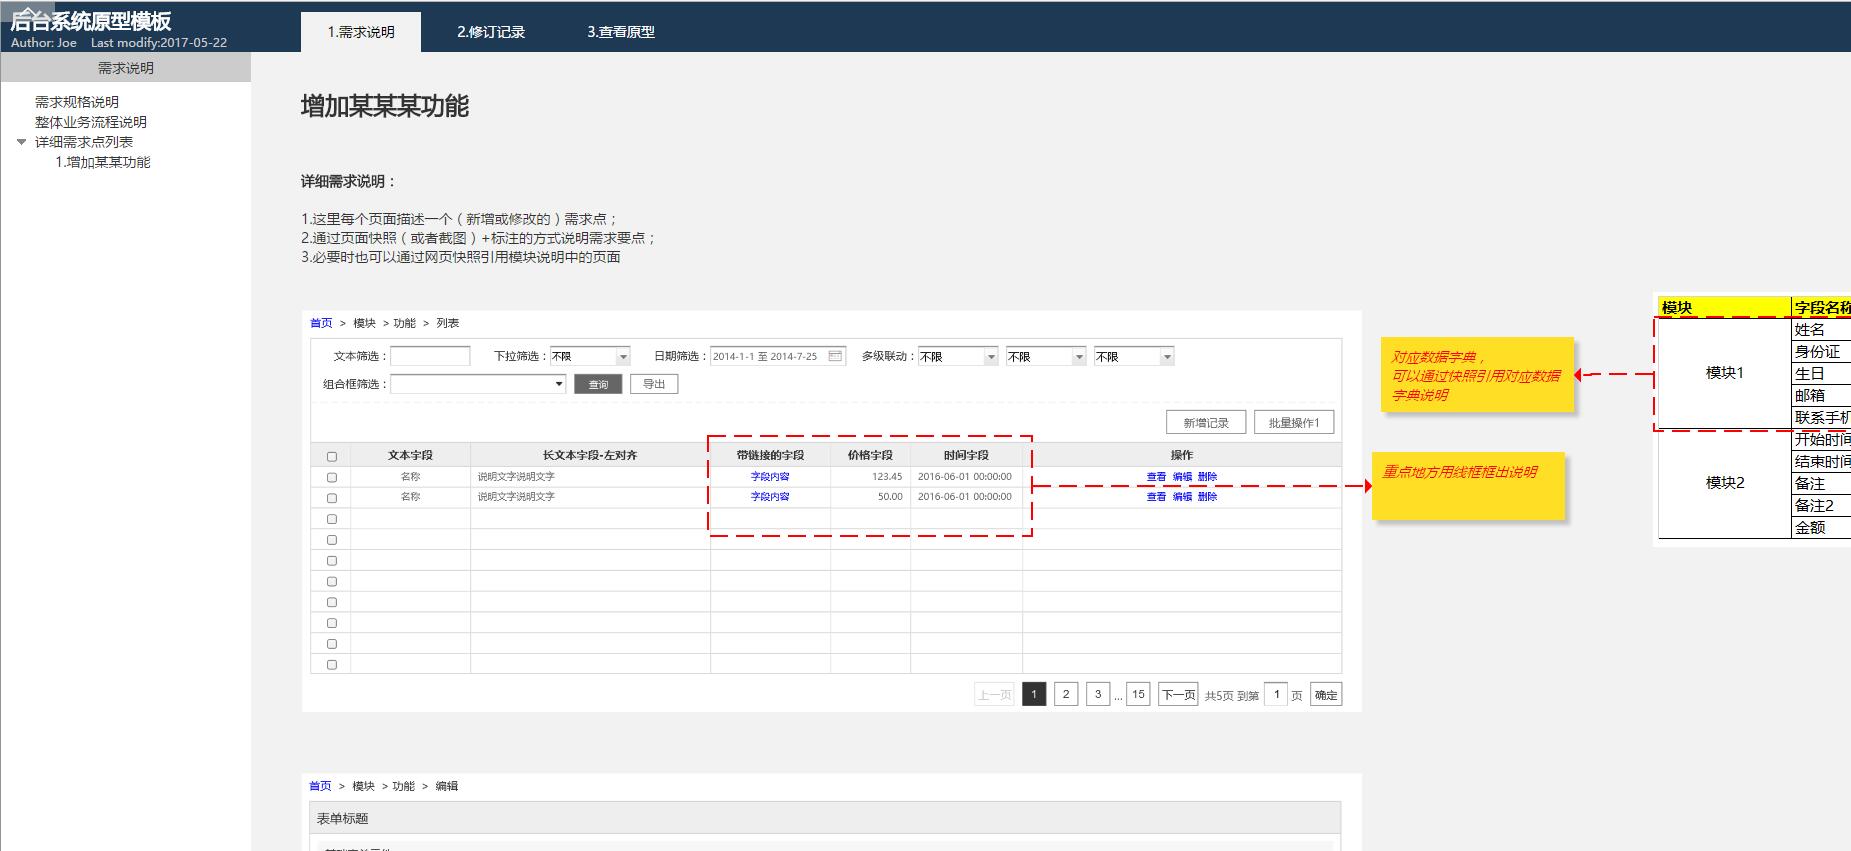 后台系统原型模板
Author: Joe Last modify:2017-05-22
1.需求说明 2.修订记录 3.查看原型
需求说明
需求规格说明
整体业务流程说明
详细需求点列表
1.增加某某功能
增加某某某功能
详细需求说明：
1.这里每个页面描述一个（新增或修改的）需求点；
2.通过页面快照（或者截图）+标注的方式说明需求要点；
3.必要时也可以通过网页快照引用模块说明中的页面
首页 > 模块 > 功能 > 列表
文本筛选： 下拉筛选： 不限 日期筛选： 2014-1-1 至 2014-7-25 多级联动： 不限 不限 不限
组合框筛选： 查询 导出
新增记录 批量操作1
文本字段 长文本字段-左对齐 带链接的字段 价格字段 时间字段 操作
名称 说明文字说明文字 字段内容 123.45 2016-06-01 00:00:00 查看 编辑 删除
名称 说明文字说明文字 字段内容 50.00 2016-06-01 00:00:00 查看 编辑 删除
上一页 1 2 3 ... 15 下一页 共5页 到第 1 页 确定
对应数据字典，
可以通过快照引用对应数据
字典说明
重点地方用线框框出说明
模块 字段名称
模块1
姓名
身份证
生日
邮箱
联系手机
模块2
开始时间
结束时间
备注
备注2
金额
首页 > 模块 > 功能 > 编辑
表单标题